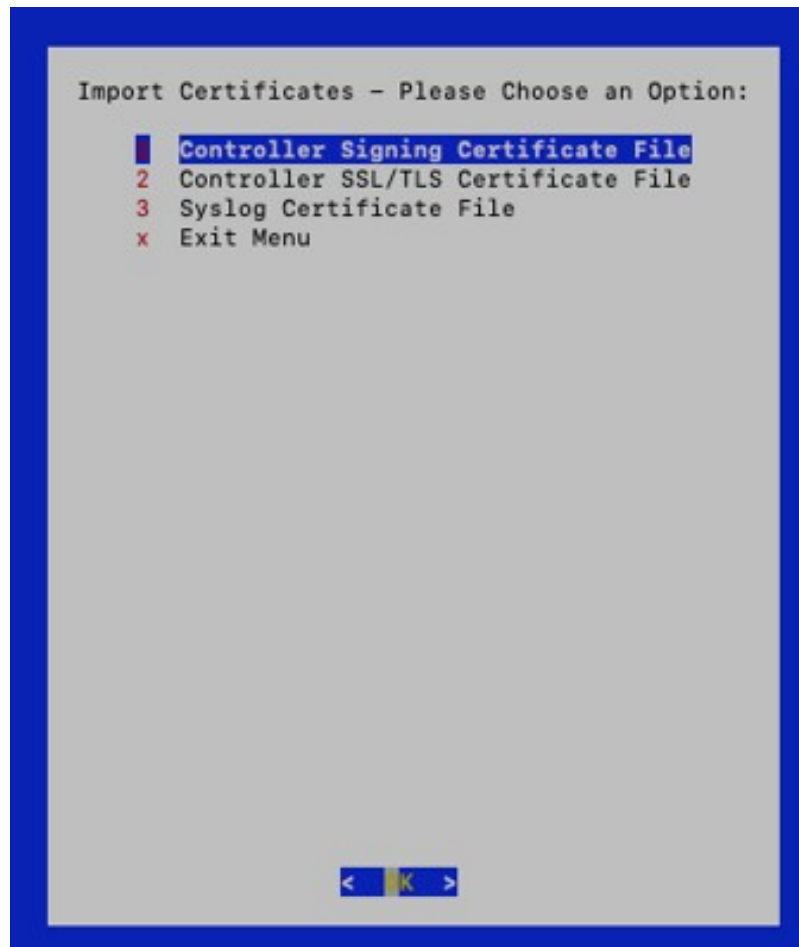 Import Certificates – Please Choose an Option:
Controller Signing Certificate File
2 Controller SSL/TLS Certificate File
3 Syslog Certificate File
x Exit Menu
< OK >